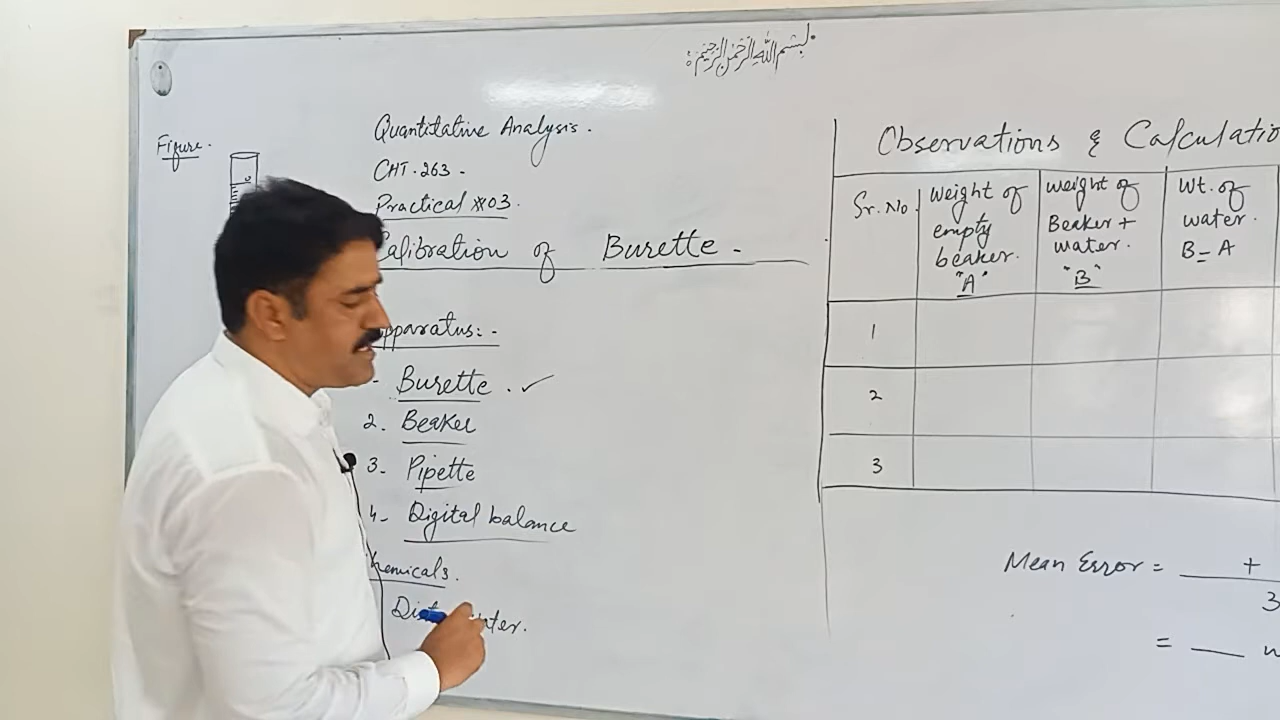 بسم الله الرحمن الرحيم
Figure.
Quantitative Analysis.
CHT.263 -
Practical #03.
Calibration of Burette -
Apparatus:-
- Burette. ✓
2. Beaker
3- Pipette
4- Digital balance
Chemicals.
Observations & Calculatio
Sr.No.
weight of empty beaker. "A"
weight of Beaker + water. "B"
Wt. of water. B - A
1
2
3
Mean Error = +
3
= __